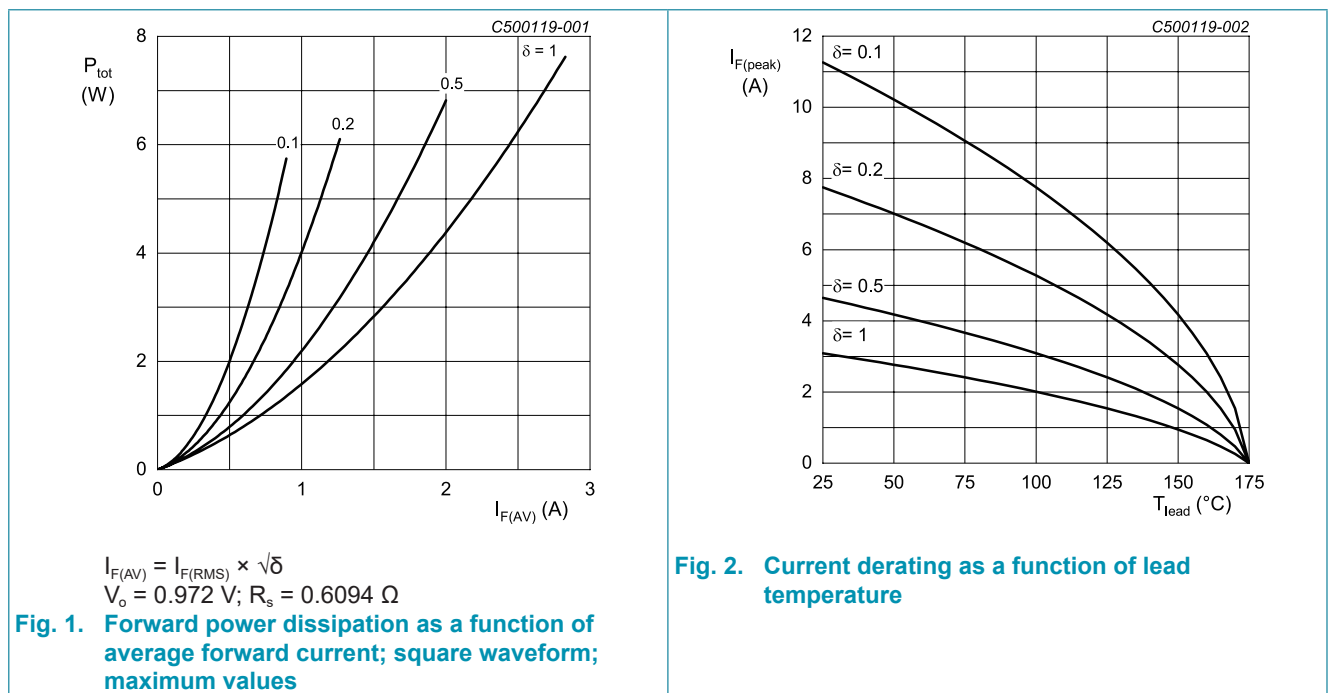 C500119-001
8
P_tot
(W)
δ = 1
0.5
0.2
0.1
6
4
2
0
0
1
2
3
I_F(AV) (A)
I_F(AV) = I_F(RMS) × √δ
V_o = 0.972 V; R_s = 0.6094 Ω
Fig. 1. Forward power dissipation as a function of
average forward current; square waveform;
maximum values
C500119-002
12
I_F(peak)
(A)
δ= 0.1
10
8
δ= 0.2
6
δ= 0.5
4
δ= 1
2
0
25
50
75
100
125
150
175
T_lead (°C)
Fig. 2. Current derating as a function of lead
temperature